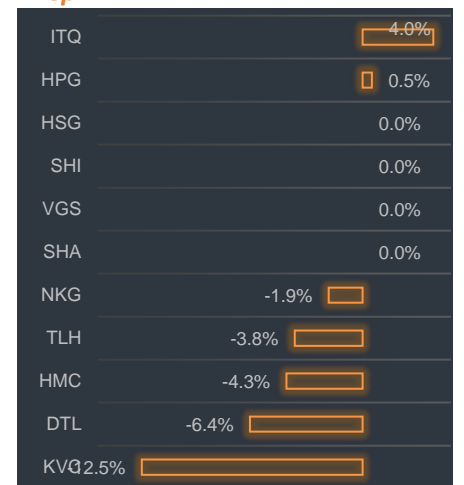 ITQ 4.0%
HPG 0.5%
HSG 0.0%
SHI 0.0%
VGS 0.0%
SHA 0.0%
NKG -1.9%
TLH -3.8%
HMC -4.3%
DTL -6.4%
-12.5%